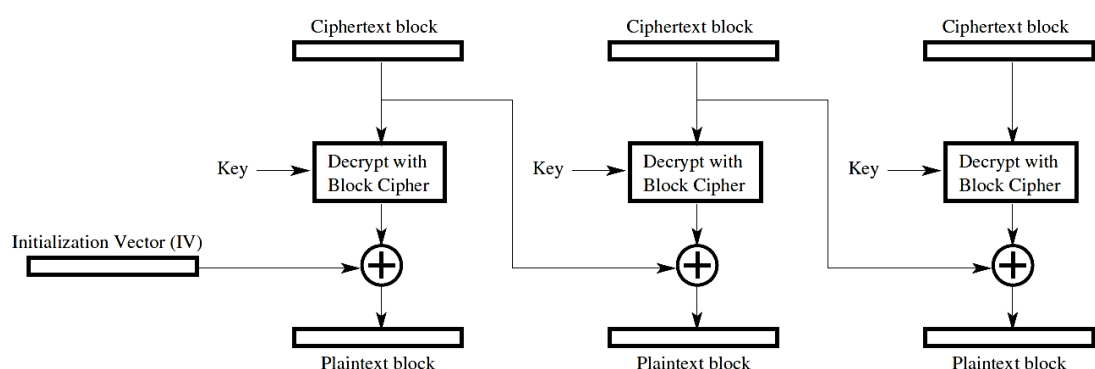 Ciphertext block
Ciphertext block
Ciphertext block
Key
Decrypt with
Block Cipher
Key
Decrypt with
Block Cipher
Key
Decrypt with
Block Cipher
Initialization Vector (IV)
Plaintext block
Plaintext block
Plaintext block